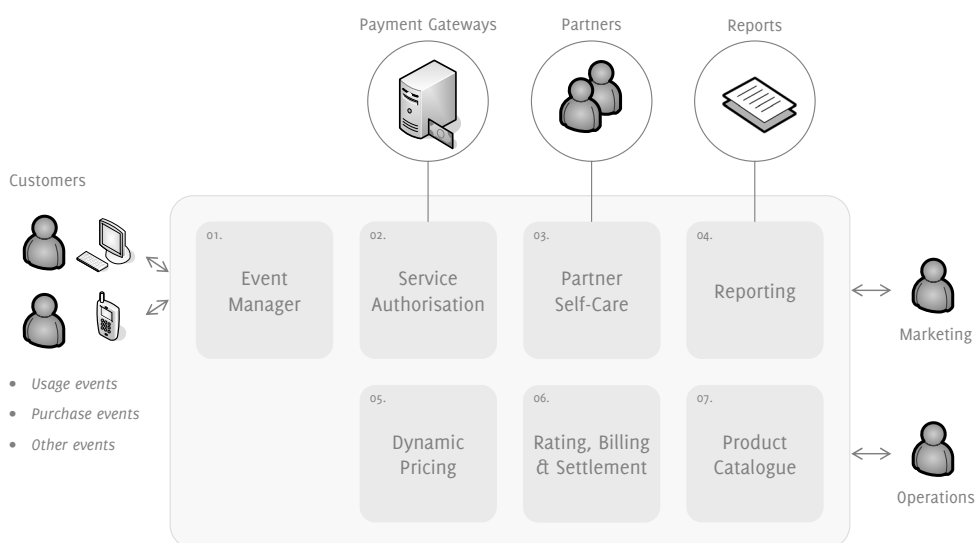 Payment Gateways
Partners
Reports
Customers
01.
Event
Manager
02.
Service
Authorisation
03.
Partner
Self-Care
04.
Reporting
Marketing
• Usage events
• Purchase events
• Other events
05.
Dynamic
Pricing
06.
Rating, Billing
& Settlement
07.
Product
Catalogue
Operations